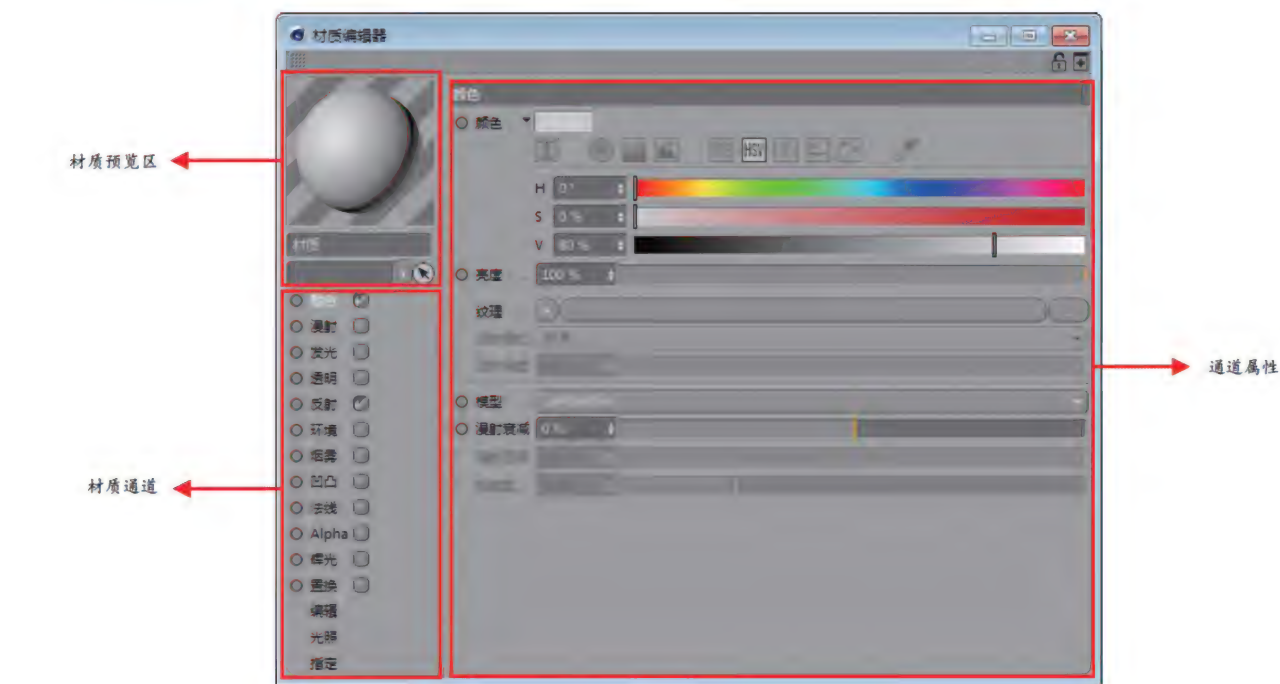 材质编辑器
材质预览区
材质
材质通道
颜色
漫射
发光
透明
反射
环境
烟雾
凹凸
法线
Alpha
辉光
置换
编辑
光照
指定
颜色
颜色
HSV
H 0°
S 0 %
V 80 %
亮度 100 %
纹理
模型
漫射衰减 0 %
通道属性